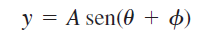 y = A sen(θ + ϕ)